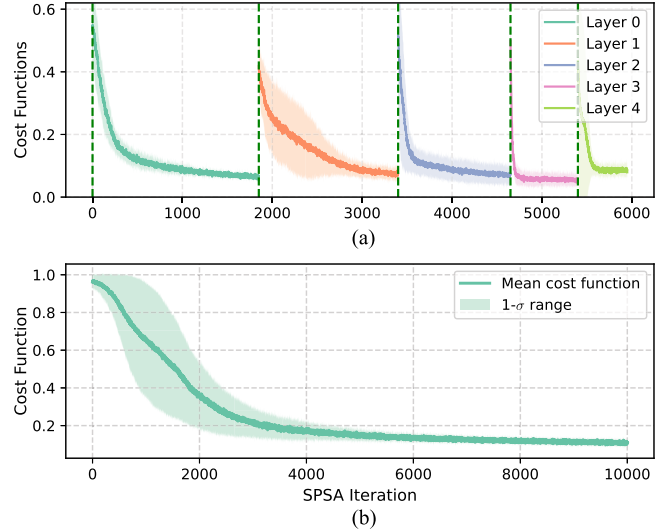 0.6
0.4
0.2
0.0
Cost Functions
Layer 0
Layer 1
Layer 2
Layer 3
Layer 4
0 1000 2000 3000 4000 5000 6000
(a)
1.0
0.8
0.6
0.4
0.2
Cost Function
Mean cost function
1-σ range
0 2000 4000 6000 8000 10000
SPSA Iteration
(b)